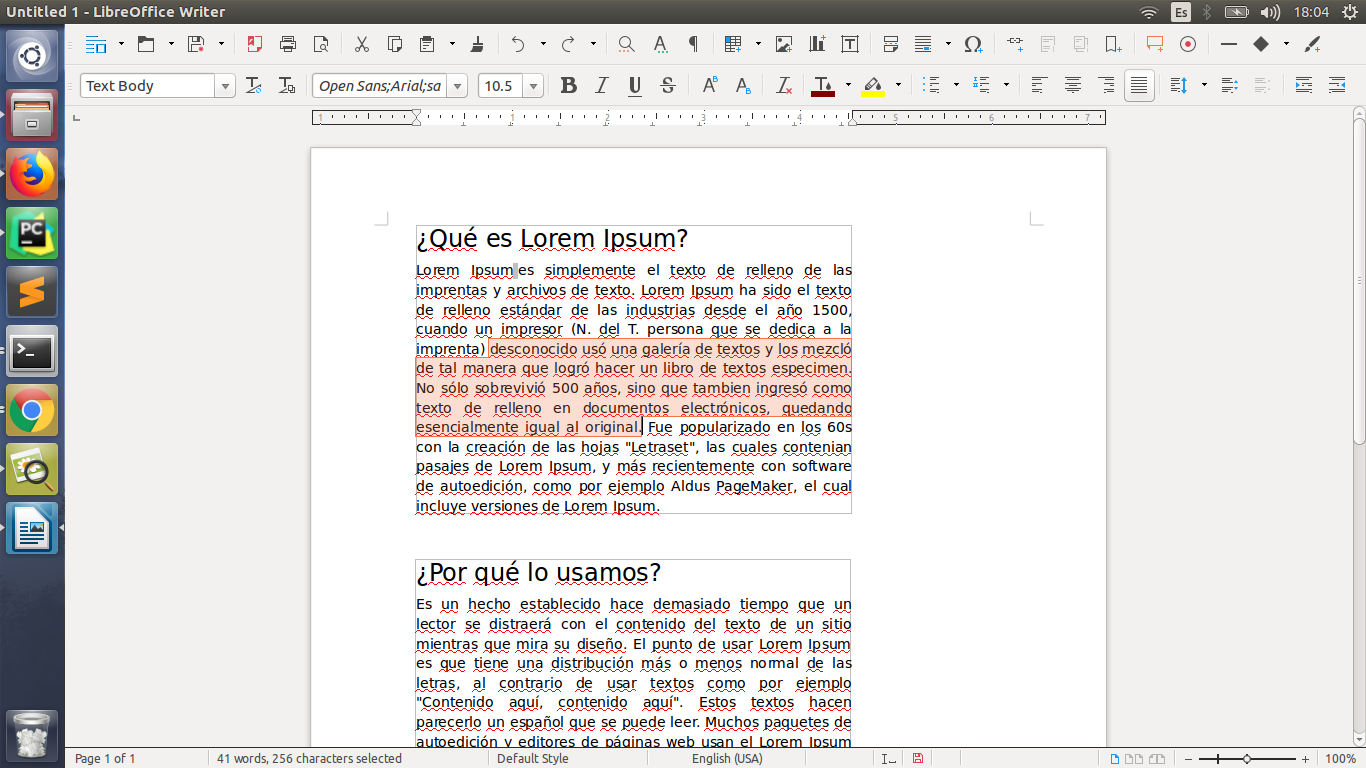 Untitled 1 - LibreOffice Writer
Es
18:04
Text Body
Open Sans;Arial;sa
10.5
1 1 2 3 4 5 6 7
¿Qué es Lorem Ipsum?
Lorem Ipsum es simplemente el texto de relleno de las
imprentas y archivos de texto. Lorem Ipsum ha sido el texto
de relleno estándar de las industrias desde el año 1500,
cuando un impresor (N. del T. persona que se dedica a la
imprenta) desconocido usó una galería de textos y los mezcló
de tal manera que logró hacer un libro de textos especimen.
No sólo sobrevivió 500 años, sino que tambien ingresó como
texto de relleno en documentos electrónicos, quedando
esencialmente igual al original. Fue popularizado en los 60s
con la creación de las hojas "Letraset", las cuales contenian
pasajes de Lorem Ipsum, y más recientemente con software
de autoedición, como por ejemplo Aldus PageMaker, el cual
incluye versiones de Lorem Ipsum.
¿Por qué lo usamos?
Es un hecho establecido hace demasiado tiempo que un
lector se distraerá con el contenido del texto de un sitio
mientras que mira su diseño. El punto de usar Lorem Ipsum
es que tiene una distribución más o menos normal de las
letras, al contrario de usar textos como por ejemplo
"Contenido aquí, contenido aquí". Estos textos hacen
parecerlo un español que se puede leer. Muchos paquetes de
autoedición y editores de páginas web usan el Lorem Ipsum
Page 1 of 1
41 words, 256 characters selected
Default Style
English (USA)
100%